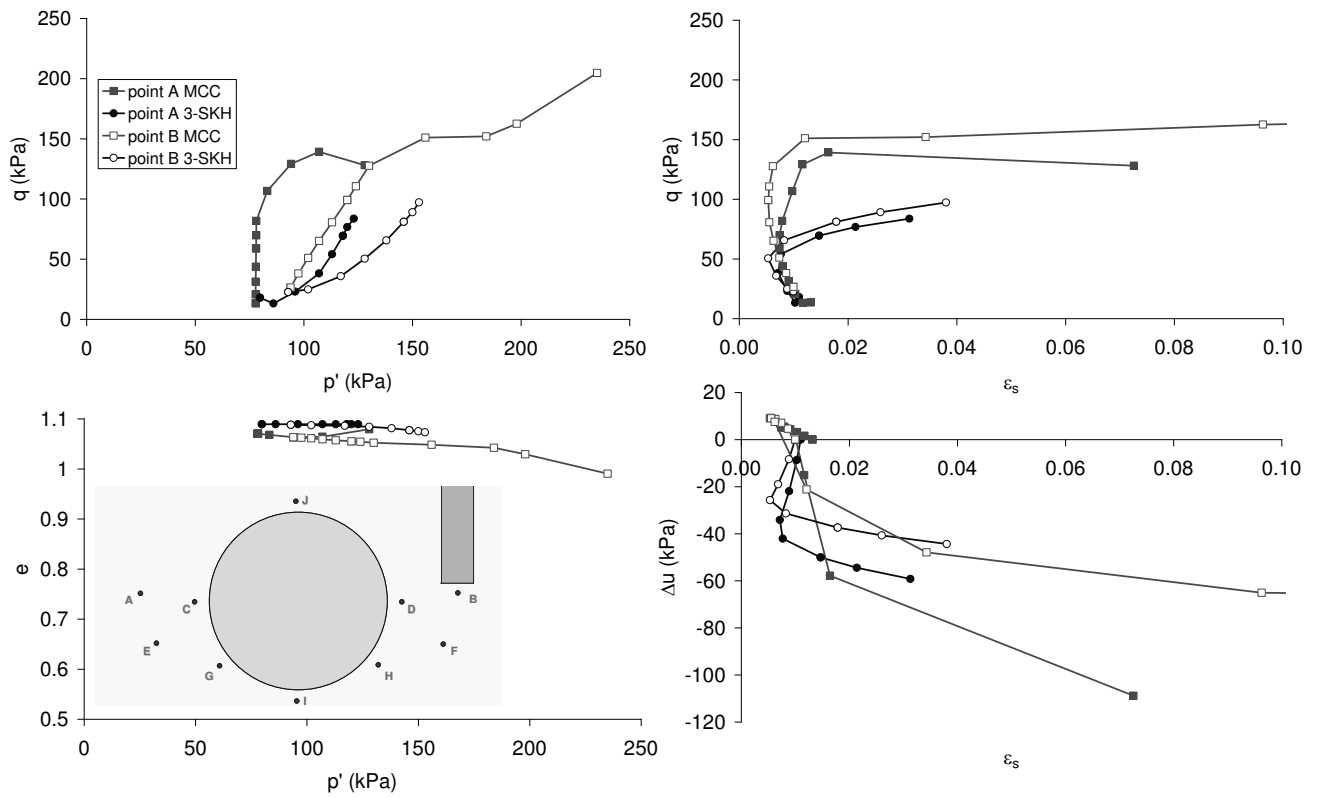 250
200
150
100
50
0
q (kPa)
point A MCC
point A 3-SKH
point B MCC
point B 3-SKH
0 50 100 150 200 250
p' (kPa)
250
200
150
100
50
0
q (kPa)
0.00 0.02 0.04 0.06 0.08 0.10
εs
1.1
1
0.9
0.8
0.7
0.6
0.5
e
J
A C D B
E F
G H
I
0 50 100 150 200 250
p' (kPa)
20
0
-20
-40
-60
-80
-100
-120
Δu (kPa)
0.00 0.02 0.04 0.06 0.08 0.10
εs